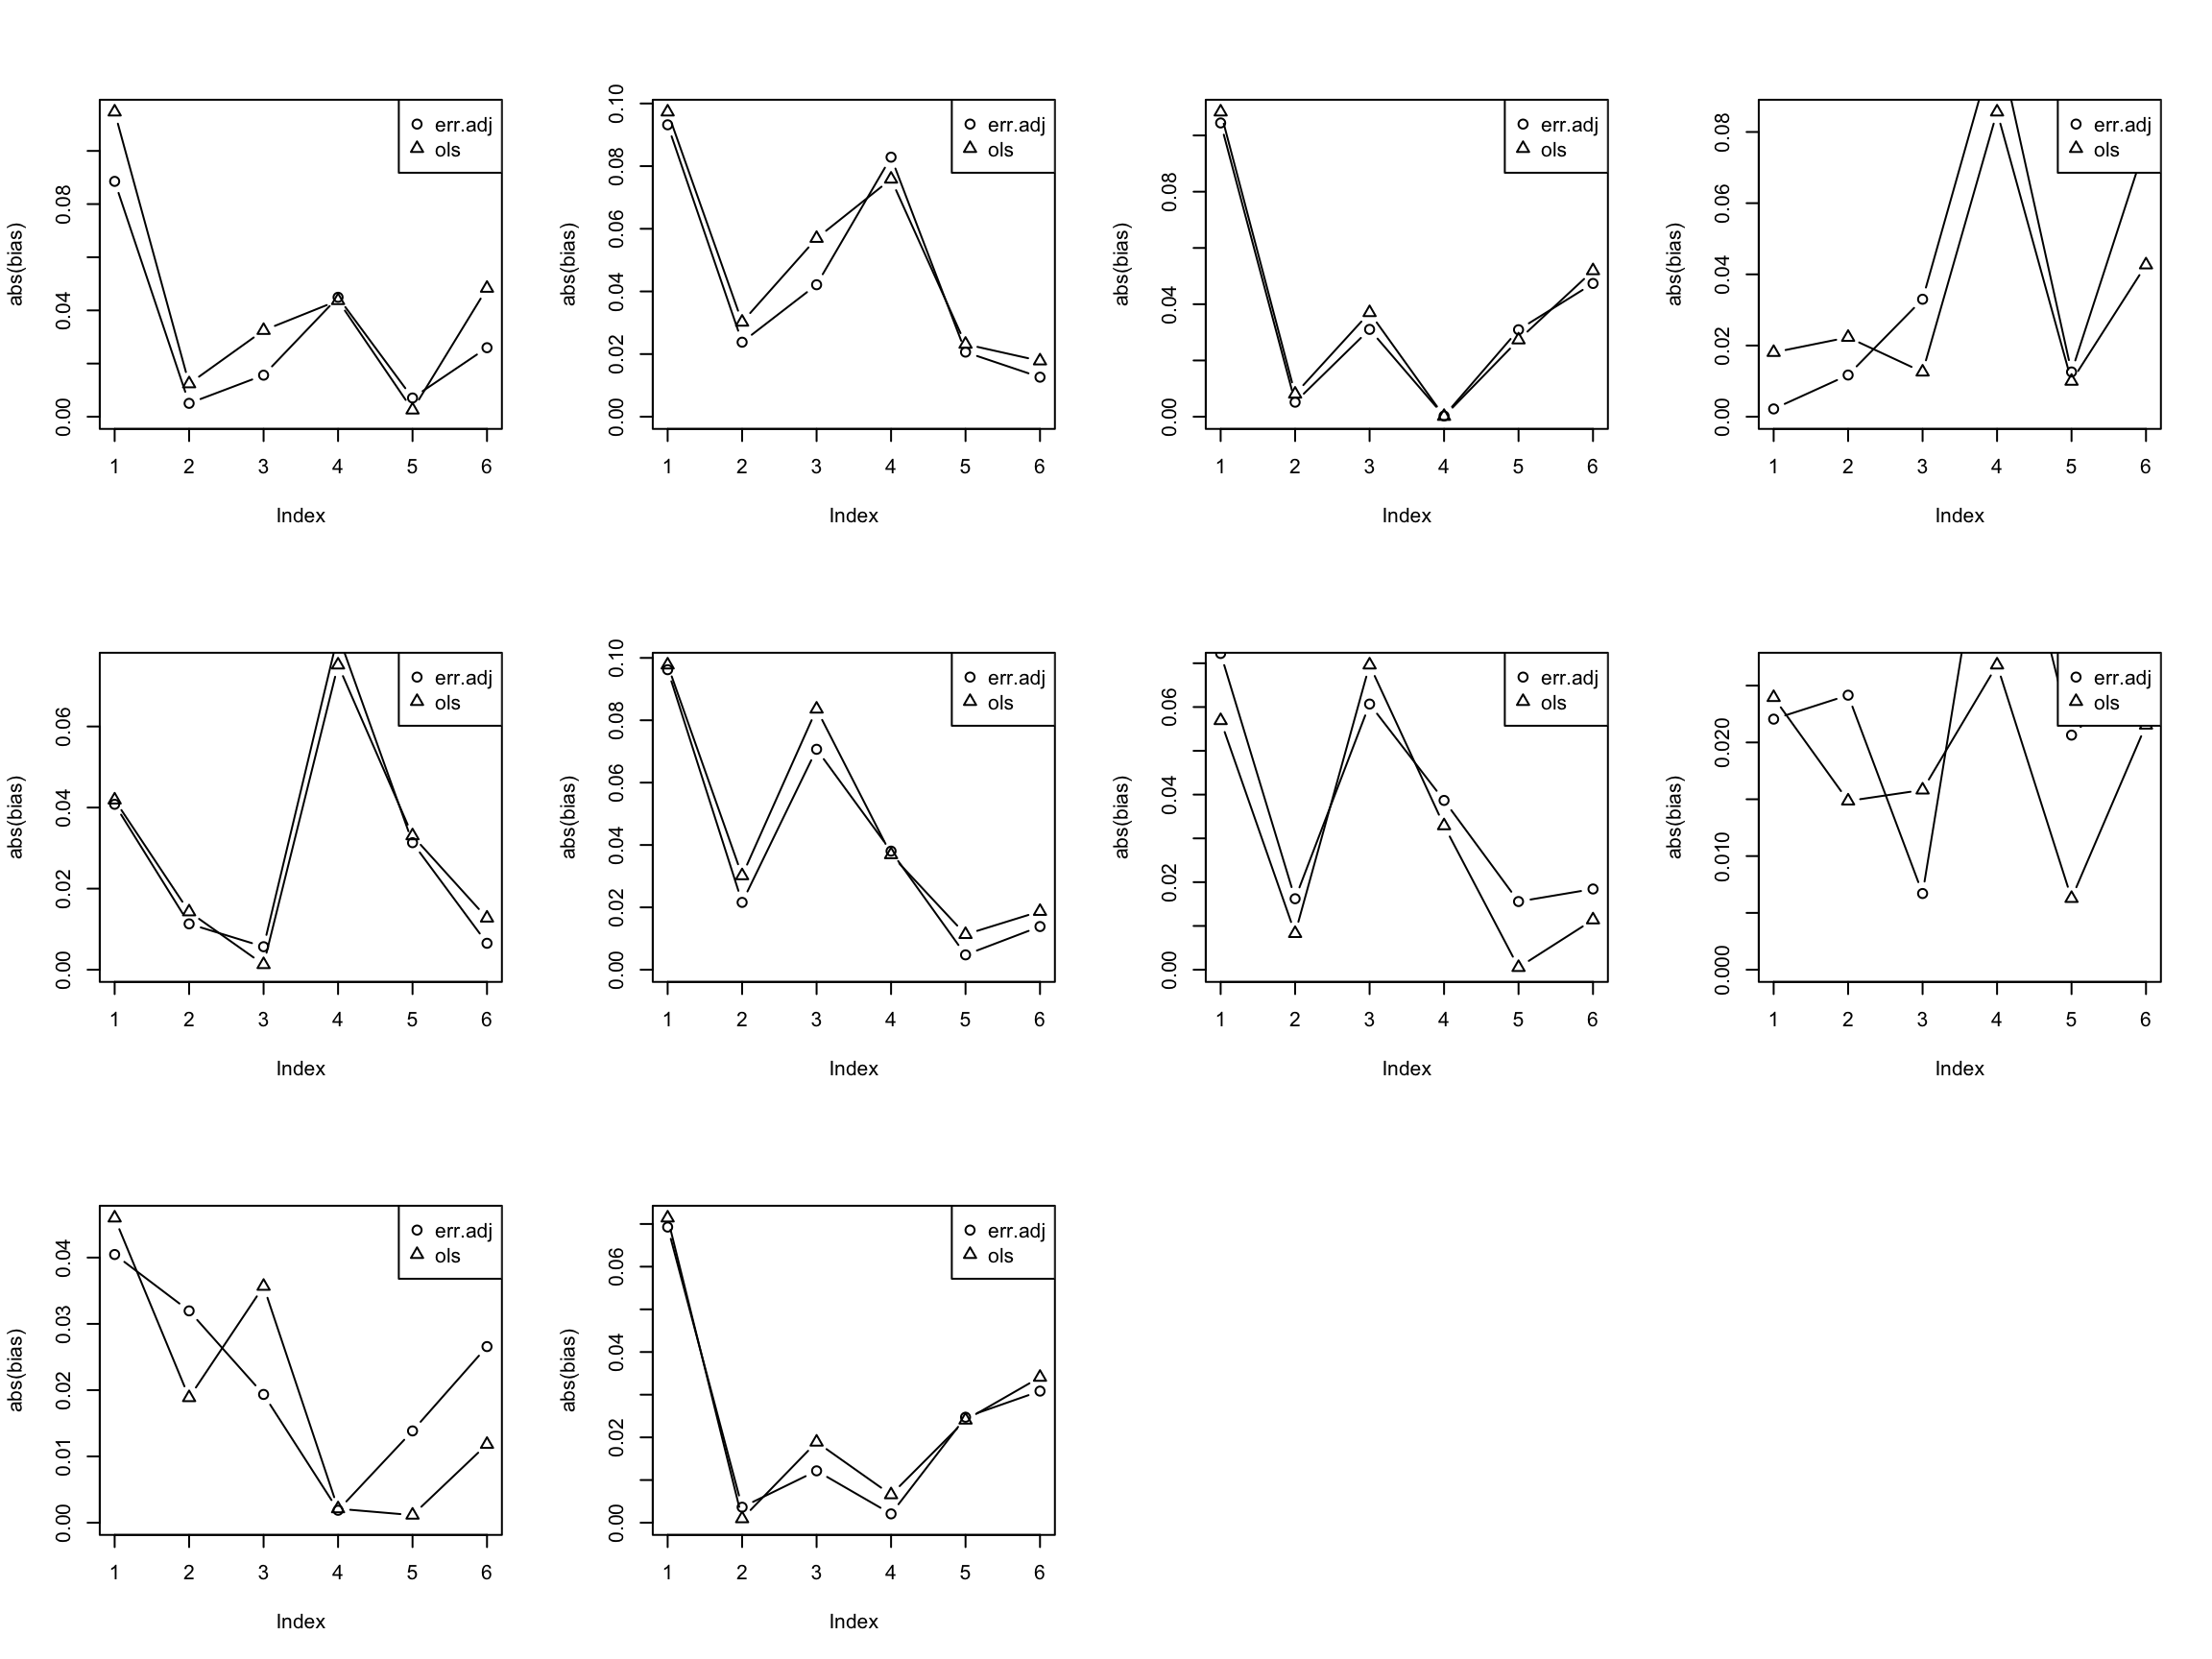 err.adj
ols
abs(bias)
0.00 0.04 0.08
1 2 3 4 5 6
Index
err.adj
ols
abs(bias)
0.00 0.02 0.04 0.06 0.08 0.10
1 2 3 4 5 6
Index
err.adj
ols
abs(bias)
0.00 0.04 0.08
1 2 3 4 5 6
Index
err.adj
ols
abs(bias)
0.00 0.02 0.04 0.06 0.08
1 2 3 4 5 6
Index
err.adj
ols
abs(bias)
0.00 0.02 0.04 0.06
1 2 3 4 5 6
Index
err.adj
ols
abs(bias)
0.00 0.02 0.04 0.06 0.08 0.10
1 2 3 4 5 6
Index
err.adj
ols
abs(bias)
0.00 0.02 0.04 0.06
1 2 3 4 5 6
Index
err.adj
ols
abs(bias)
0.000 0.010 0.020
1 2 3 4 5 6
Index
err.adj
ols
abs(bias)
0.00 0.01 0.02 0.03 0.04
1 2 3 4 5 6
Index
err.adj
ols
abs(bias)
0.00 0.02 0.04 0.06
1 2 3 4 5 6
Index